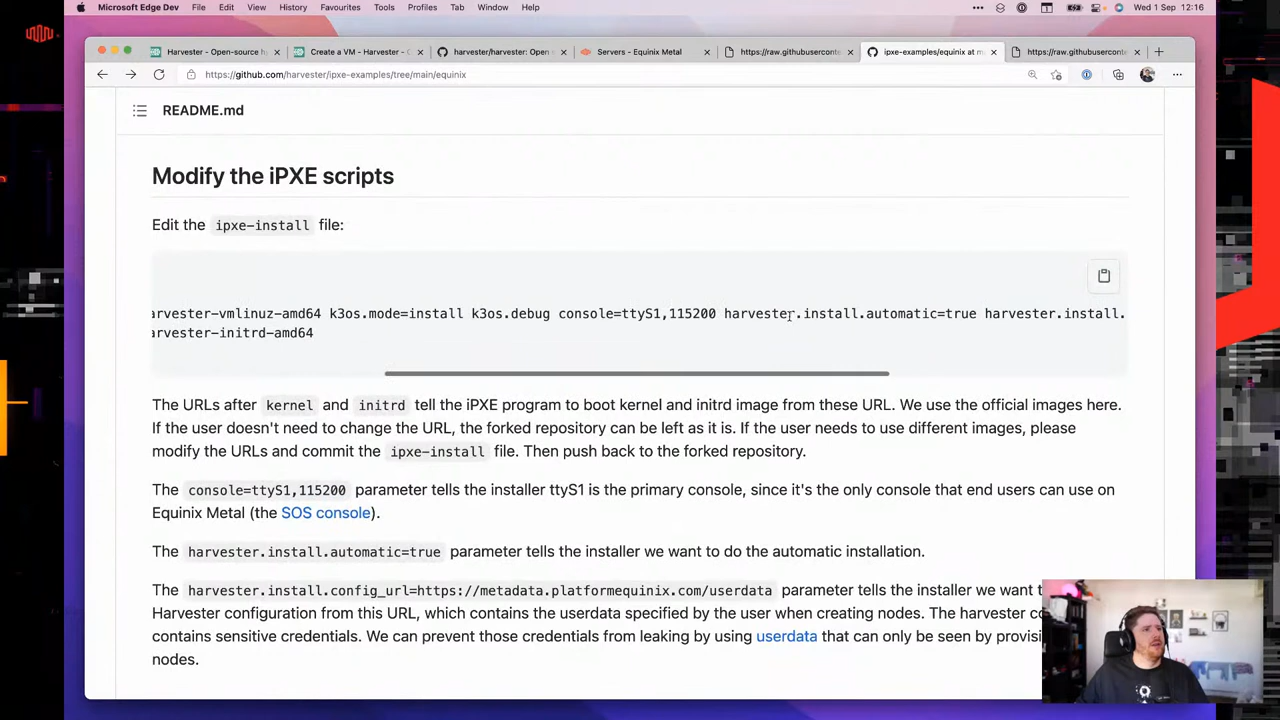 Microsoft Edge Dev File Edit View History Favourites Tools Profiles Tab Window Help Wed 1 Sep 12:16
Harvester - Open-source hy Create a VM - Harvester - C harvester/harvester: Open s Servers - Equinix Metal https://raw.githubusercont ipxe-examples/equinix at m https://raw.githubusercont
https://github.com/harvester/ipxe-examples/tree/main/equinix
README.md
Modify the iPXE scripts
Edit the ipxe-install file:
arvester-vmlinuz-amd64 k3os.mode=install k3os.debug console=ttyS1,115200 harvester.install.automatic=true harvester.install.
arvester-initrd-amd64
The URLs after kernel and initrd tell the iPXE program to boot kernel and initrd image from these URL. We use the official images here.
If the user doesn't need to change the URL, the forked repository can be left as it is. If the user needs to use different images, please
modify the URLs and commit the ipxe-install file. Then push back to the forked repository.
The console=ttyS1,115200 parameter tells the installer ttyS1 is the primary console, since it's the only console that end users can use on
Equinix Metal (the SOS console).
The harvester.install.automatic=true parameter tells the installer we want to do the automatic installation.
The harvester.install.config_url=https://metadata.platformequinix.com/userdata parameter tells the installer we want t
Harvester configuration from this URL, which contains the userdata specified by the user when creating nodes. The harvester co
contains sensitive credentials. We can prevent those credentials from leaking by using userdata that can only be seen by provisi
nodes.